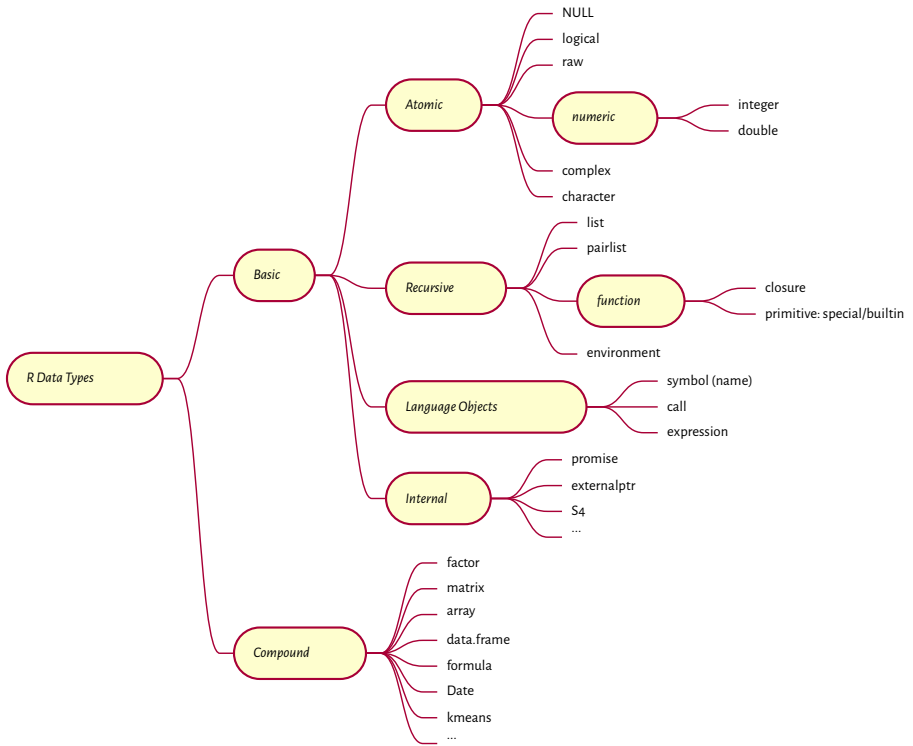 R Data Types
Basic
Atomic
NULL
logical
raw
numeric
integer
double
complex
character
Recursive
list
pairlist
function
closure
primitive: special/builtin
environment
Language Objects
symbol (name)
call
expression
Internal
promise
externalptr
S4
...
Compound
factor
matrix
array
data.frame
formula
Date
kmeans
...